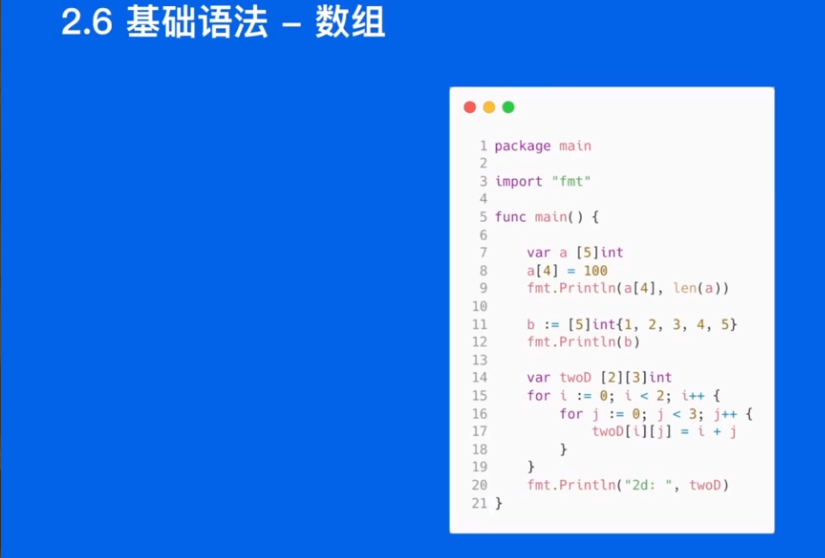 2.6 基础语法 – 数组
1 package main
2
3 import "fmt"
4
5 func main() {
6
7     var a [5]int
8     a[4] = 100
9     fmt.Println(a[4], len(a))
10
11     b := [5]int{1, 2, 3, 4, 5}
12     fmt.Println(b)
13
14     var twoD [2][3]int
15     for i := 0; i < 2; i++ {
16         for j := 0; j < 3; j++ {
17             twoD[i][j] = i + j
18         }
19     }
20     fmt.Println("2d: ", twoD)
21 }